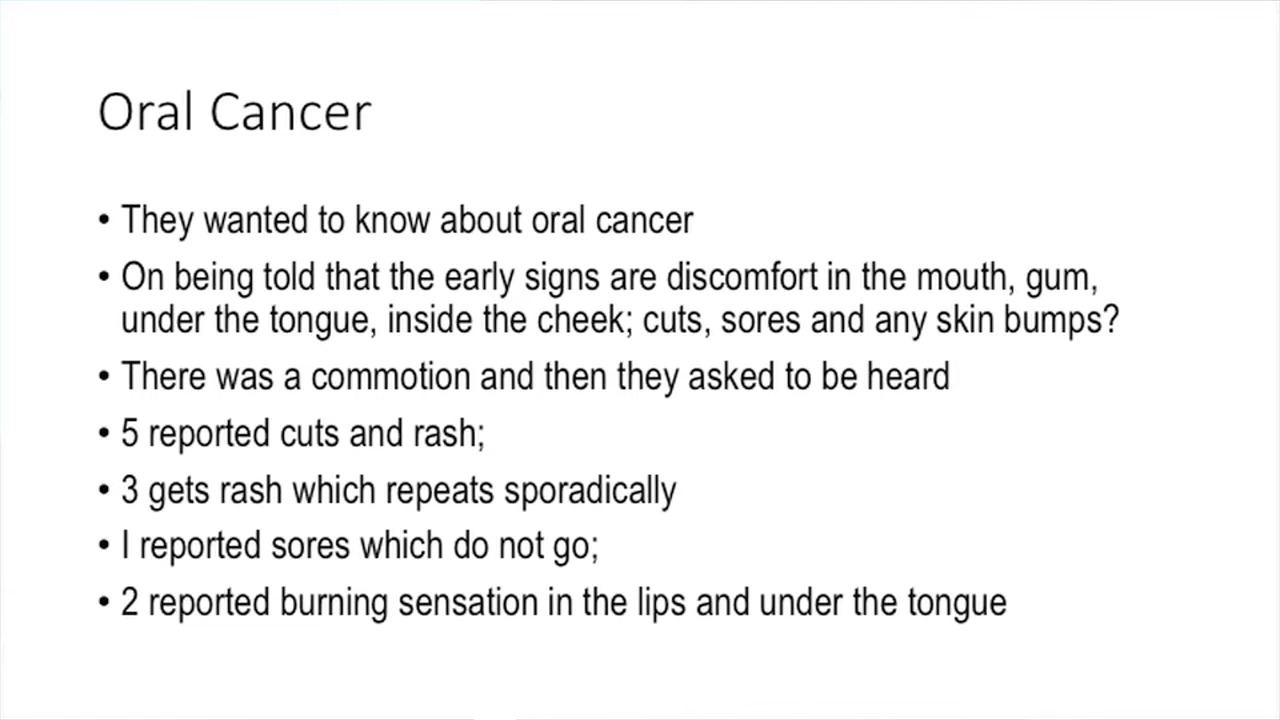 Oral Cancer
• They wanted to know about oral cancer
• On being told that the early signs are discomfort in the mouth, gum,
under the tongue, inside the cheek; cuts, sores and any skin bumps?
• There was a commotion and then they asked to be heard
• 5 reported cuts and rash;
• 3 gets rash which repeats sporadically
• I reported sores which do not go;
• 2 reported burning sensation in the lips and under the tongue